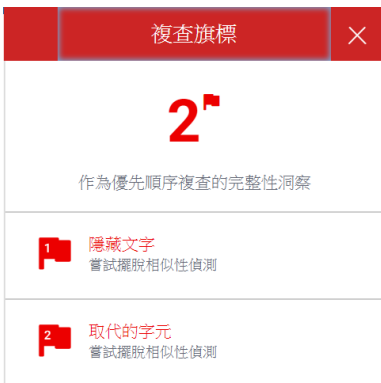 複查旗標
2
作為優先順序複查的完整性洞察
1
隱藏文字
嘗試擺脫相似性偵測
2
取代的字元
嘗試擺脫相似性偵測